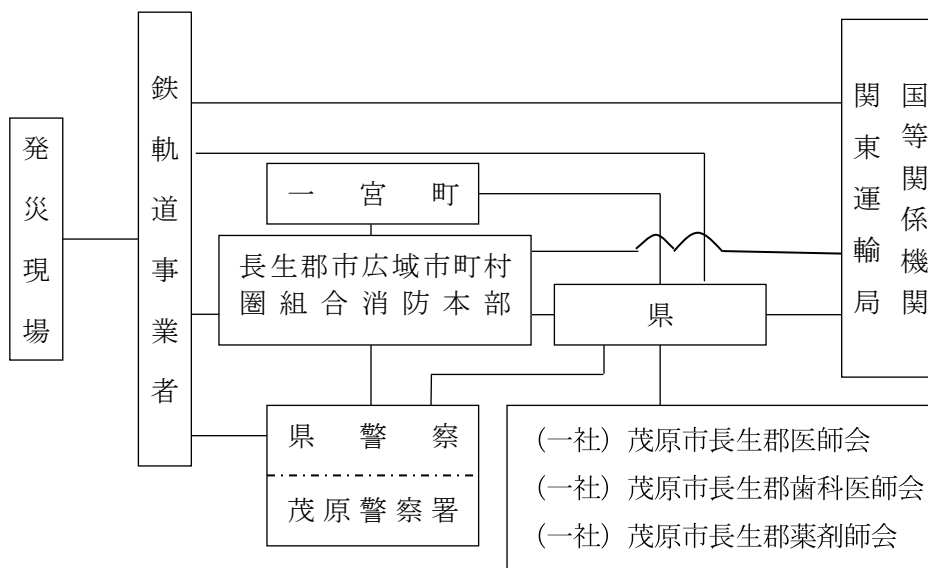 発災現場
鉄軌道事業者
一宮町
長生郡市広域市町村
圏組合消防本部
県
県警察
茂原警察署
国等関係機関
関東運輸局
(一社)茂原市長生郡医師会
(一社)茂原市長生郡歯科医師会
(一社)茂原市長生郡薬剤師会